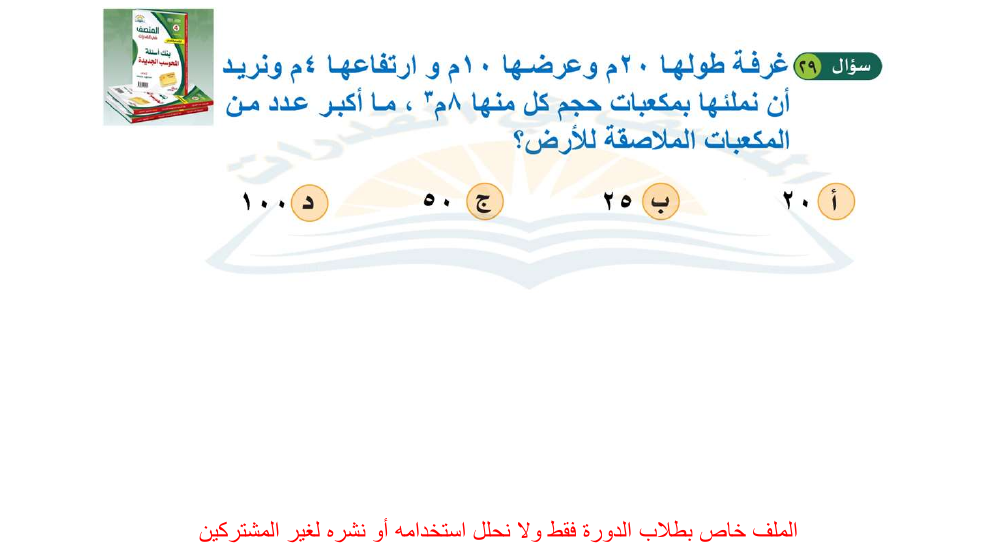 المنصف
بنك أسئلة
المحوسب الجديدة
سؤال ٢٩
غرفة طولها ٢٠م وعرضها ١٠م و ارتفاعها ٤م ونريد
أن نملئها بمكعبات حجم كل منها ٨م٣ ، ما أكبر عدد من
المكعبات الملاصقة للأرض؟
أ ٢٠ ب ٢٥ ج ٥٠ د ١٠٠
الملف خاص بطلاب الدورة فقط ولا نحلل استخدامه أو نشره لغير المشتركين